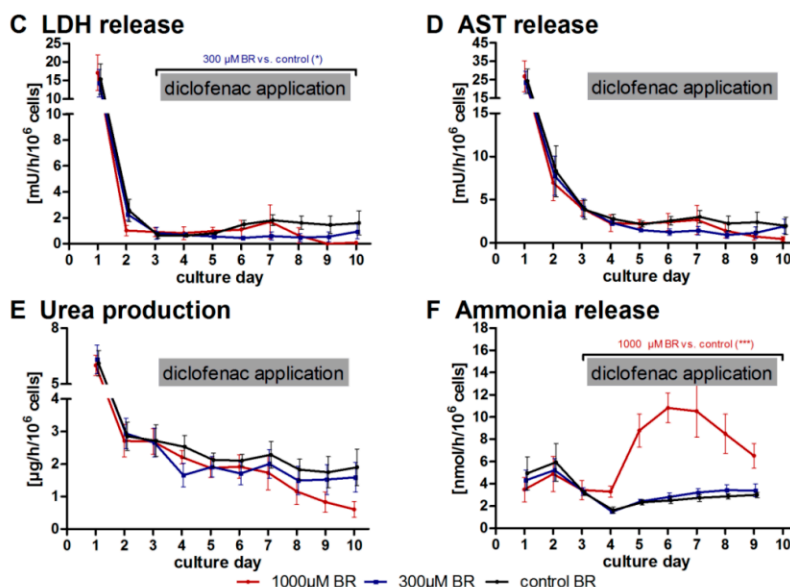 C LDH release
[mU/h/10⁶ cells]
25
20
15
10
5
6
4
2
0
300 µM BR vs. control (*)
diclofenac application
0 1 2 3 4 5 6 7 8 9 10
culture day
D AST release
[mU/h/10⁶ cells]
45
35
25
15
10
5
0
diclofenac application
0 1 2 3 4 5 6 7 8 9 10
culture day
E Urea production
[µg/h/10⁶ cells]
8
5
4
3
2
1
0
diclofenac application
0 1 2 3 4 5 6 7 8 9 10
culture day
F Ammonia release
[nmol/h/10⁶ cells]
18
16
14
12
10
8
6
4
2
0
1000 µM BR vs. control (***)
diclofenac application
0 1 2 3 4 5 6 7 8 9 10
culture day
1000µM BR 300µM BR control BR